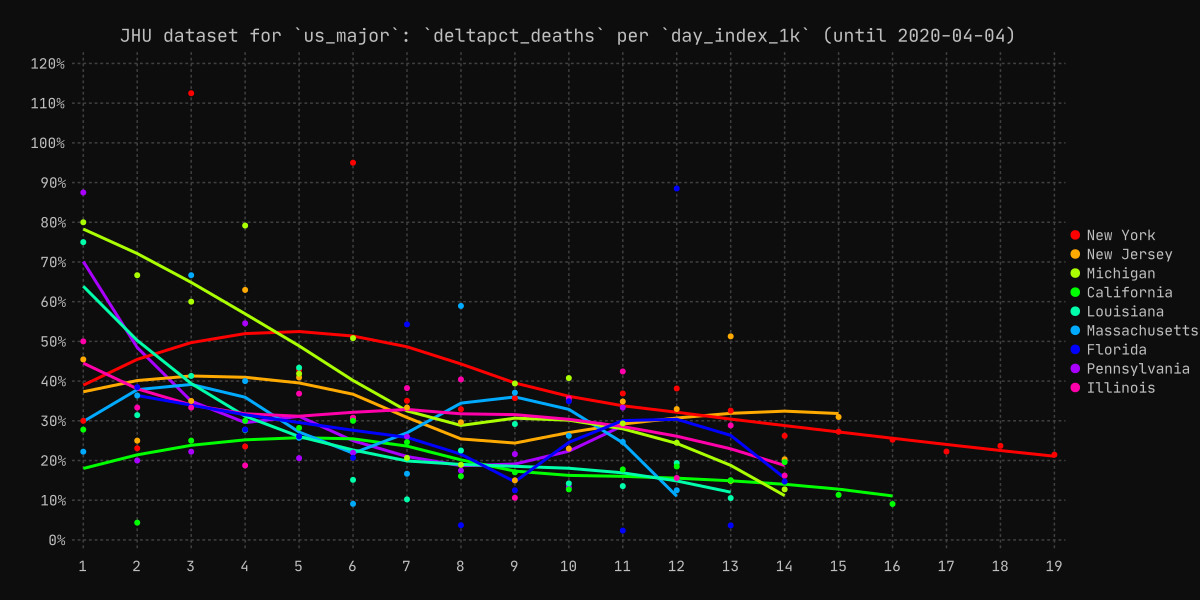 JHU dataset for `us_major`: `deltapct_deaths` per `day_index_1k` (until 2020-04-04)
120%
110%
100%
90%
80%
70%
60%
50%
40%
30%
20%
10%
0%
1 2 3 4 5 6 7 8 9 10 11 12 13 14 15 16 17 18 19
New York
New Jersey
Michigan
California
Louisiana
Massachusetts
Florida
Pennsylvania
Illinois